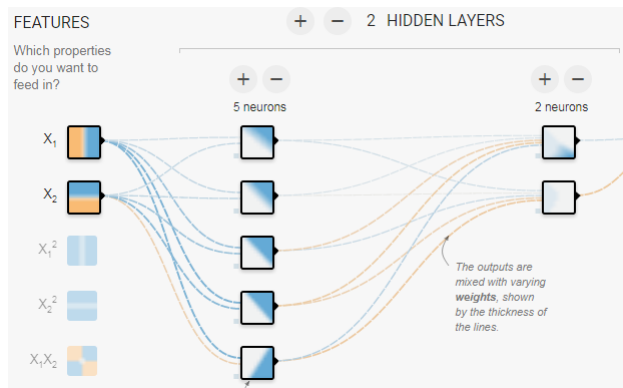 FEATURES
+ − 2 HIDDEN LAYERS
Which properties
do you want to
feed in?
+ − + −
5 neurons 2 neurons
X₁
X₂
X₁²
X₂²
X₁X₂
The outputs are
mixed with varying
weights, shown
by the thickness of
the lines.